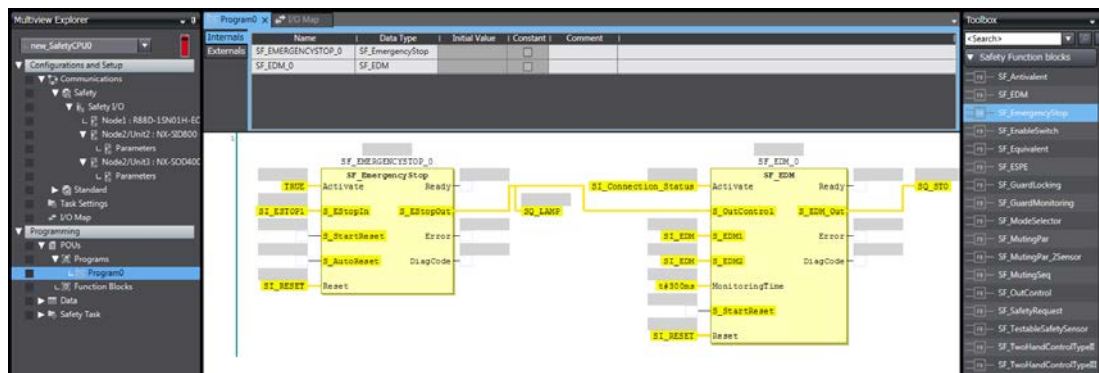 Multiview Explorer
new_SafetyCPU0
Configurations and Setup
Communications
Safety
Safety I/O
Node1 : R88D-1SN01H-EC
Node2/Unit2 : NX-SID800
Parameters
Node2/Unit3 : NX-SOD400
Parameters
Standard
Task Settings
I/O Map
Programming
POUs
Programs
Program0
Function Blocks
Data
Safety Task
Program0 x I/O Map
Internals
Externals
Name Data Type Initial Value Constant Comment
SF_EMERGENCYSTOP_0 SF_EmergencyStop
SF_EDM_0 SF_EDM
1
SF_EMERGENCYSTOP_0
SF_EmergencyStop
TRUE Activate Ready
SI_ESTOP1 S_EStopIn S_EStopOut
SQ_LAMP
S_StartReset Error
S_AutoReset DiagCode
SI_RESET Reset
SF_EDM_0
SF_EDM
SI_Connection_Status Activate Ready SQ_STO
S_OutControl S_EDM_Out
SI_EDM S_EDM1 Error
SI_EDM S_EDM2 DiagCode
t#300ms MonitoringTime
S_StartReset
SI_RESET Reset
Toolbox
<Search>
Safety Function blocks
SF_Antivalent
SF_EDM
SF_EmergencyStop
SF_EnableSwitch
SF_Equivalent
SF_ESPE
SF_GuardLocking
SF_GuardMonitoring
SF_ModeSelector
SF_MutingPar
SF_MutingPar_2Sensor
SF_MutingSeq
SF_OutControl
SF_SafetyRequest
SF_TestableSafetySensor
SF_TwoHandControlTypeII
SF_TwoHandControlTypeIII